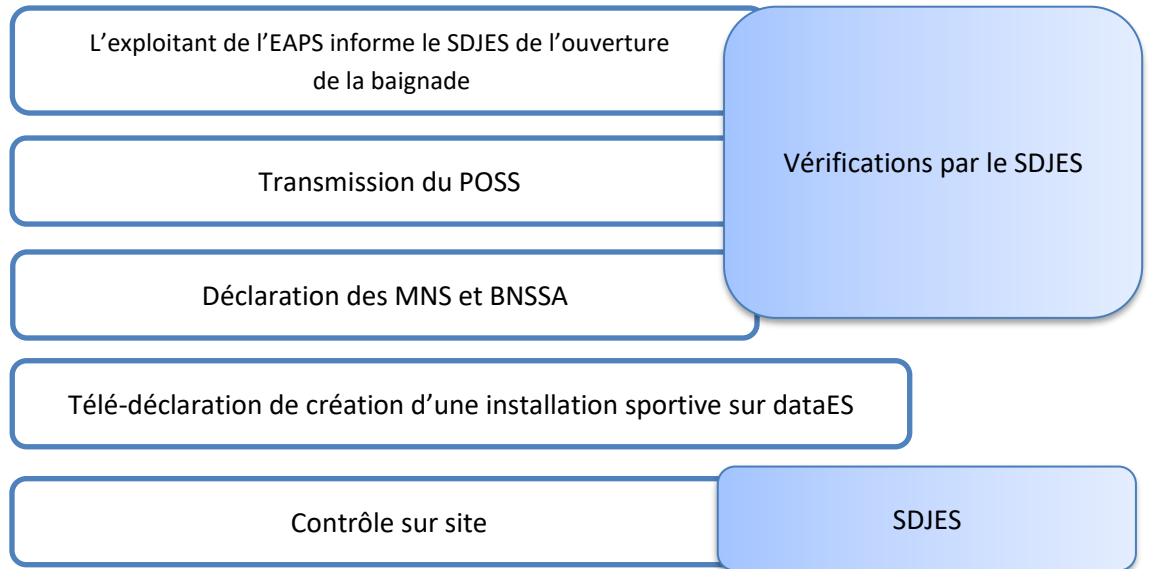 L’exploitant de l’EAPS informe le SDJES de l’ouverture
de la baignade
Vérifications par le SDJES
Transmission du POSS
Déclaration des MNS et BNSSA
Télé-déclaration de création d’une installation sportive sur dataES
Contrôle sur site
SDJES